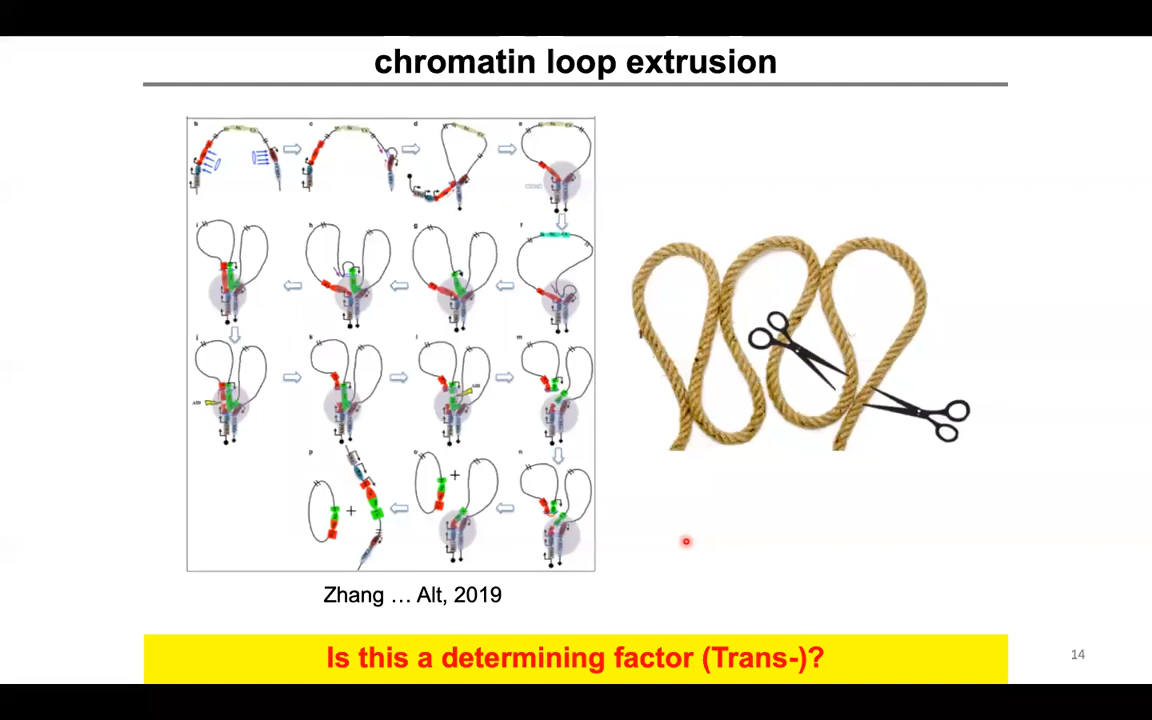 chromatin loop extrusion
b
c
d
e
i
h
g
f
j
k
l
m
p
o
n
+
+
Zhang … Alt, 2019
Is this a determining factor (Trans-)?
14